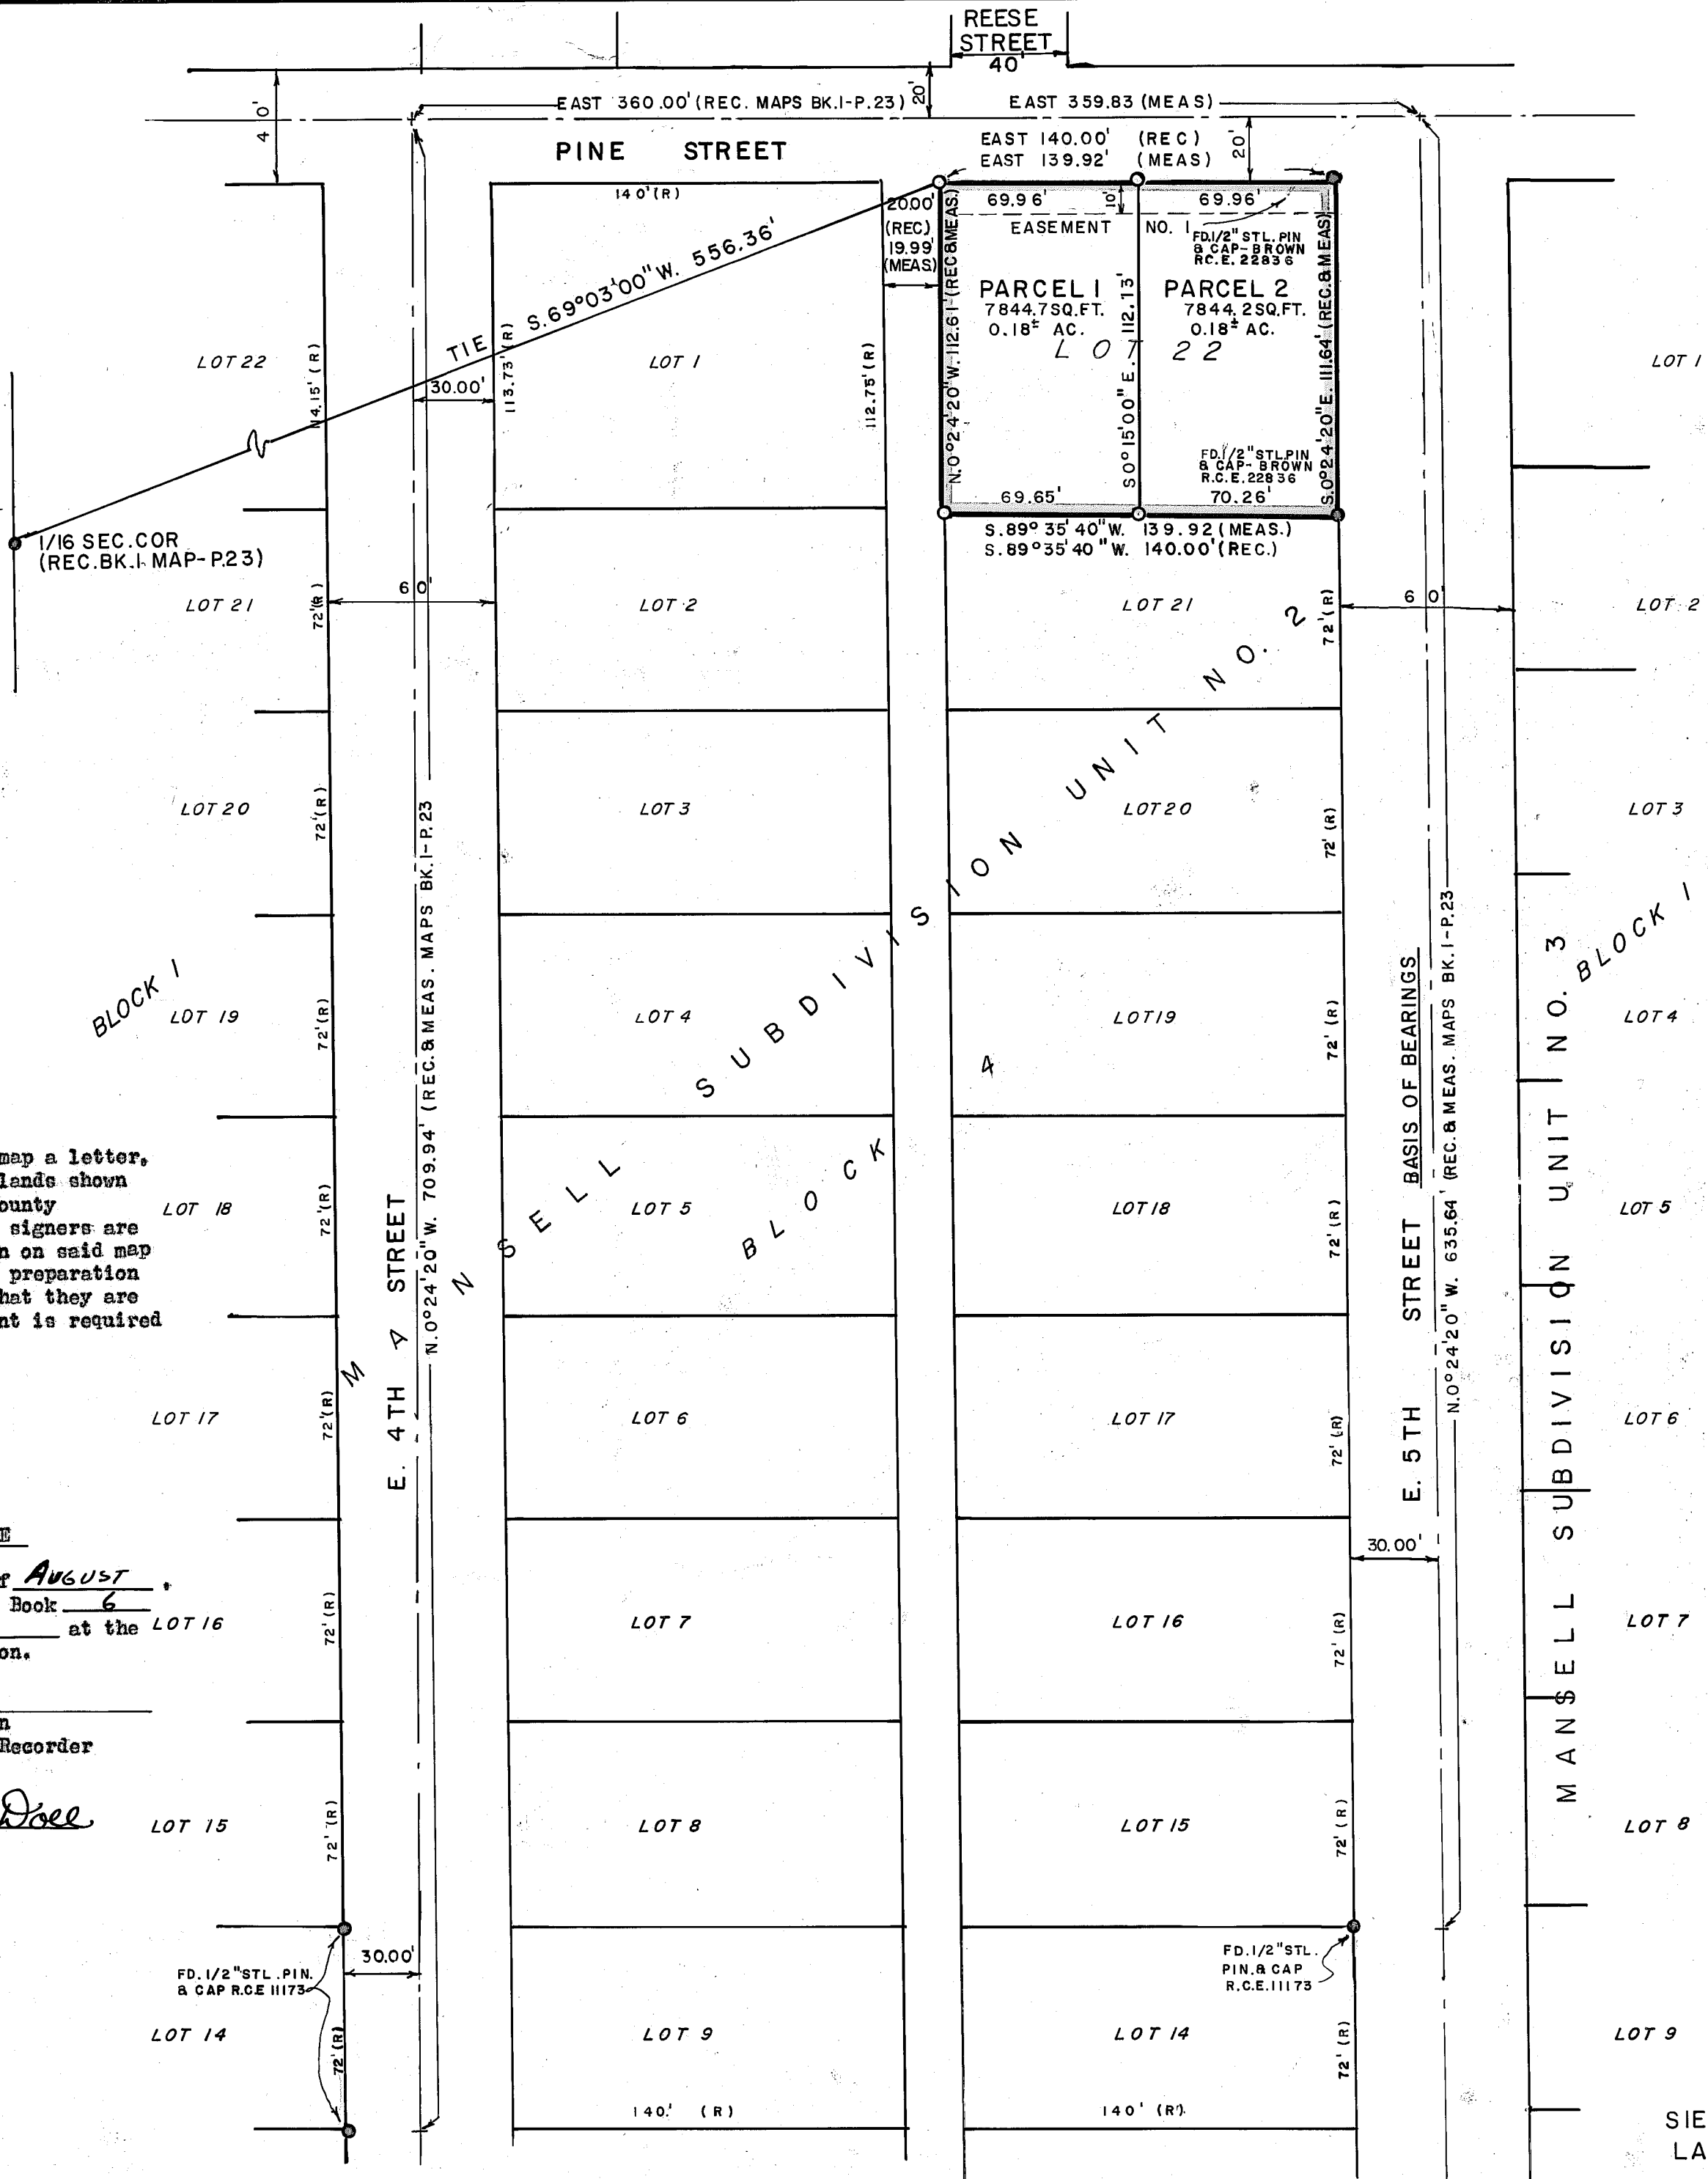 REESE
STREET
40'
EAST 360.00' (REC. MAPS BK.1-P.23)
20'
EAST 359.83 (MEAS)
40'
PINE STREET
EAST 140.00' (REC)
EAST 139.92' (MEAS)
20'
140'(R)
20.00'
(REC.)
19.99'
(MEAS.)
69.96'
10'
69.96'
EASEMENT NO. 1
FD.1/2" STL. PIN
& CAP-BROWN
R.C.E. 22836
TIE S.69°03'00"W. 556.36'
N.0°24'20"W. 112.61' (REC.&MEAS.)
PARCEL 1
7844.7SQ.FT.
0.18± AC.
S 0°15'00"E. 112.13'
PARCEL 2
7844.2SQ.FT.
0.18± AC.
S.0°24'20"E. 111.64' (REC.& MEAS)
LOT 22
LOT 22
114.15' (R)
30.00'
113.73' (R)
LOT 1
112.75' (R)
LOT 1
FD.1/2" STL.PIN
& CAP-BROWN
R.C.E. 22836
69.65'
70.26'
S.89°35'40"W. 139.92 (MEAS.)
S.89°35'40"W. 140.00' (REC.)
1/16 SEC.COR
(REC.BK.1-MAP-P.23)
LOT 21
72'(R)
60'
LOT 2
LOT 21
72'(R)
60'
LOT 2
LOT 20
72'(R)
LOT 3
LOT 20
72' (R)
LOT 3
N.0°24'20"W. 709.94' (REC.& MEAS. MAPS BK.1-P.23
MANSELL SUBDIVISION UNIT NO. 2
BLOCK 4
BLOCK 1
LOT 19
72'(R)
LOT 4
LOT 19
72' (R)
BLOCK 1
LOT 4
E. 5TH STREET BASIS OF BEARINGS
N.0°24'20"W. 635.64' (REC.& MEAS. MAPS BK.1-P.23
MANSELL SUBDIVISION UNIT NO. 3
map a letter,
lands shown
ounty
signers are
n on said map
preparation
hat they are
nt is required
LOT 18
72'(R)
E. 4TH STREET
LOT 5
LOT 18
72' (R)
LOT 5
LOT 17
72'(R)
LOT 6
LOT 17
72' (R)
LOT 6
E
f AUGUST .
Book 6
at the
on.
n
Recorder
Doll
LOT 16
72' (R)
LOT 7
LOT 16
72' (R)
30.00'
LOT 7
LOT 15
72' (R)
LOT 8
LOT 15
72' (R)
LOT 8
30.00'
FD. 1/2" STL. PIN.
& CAP R.C.E 11173
FD. 1/2" STL.
PIN.& CAP
R.C.E.11173
LOT 14
72'(R)
LOT 9
LOT 14
72' (R)
LOT 9
140.' (R)
140' (R).
SIE
LA